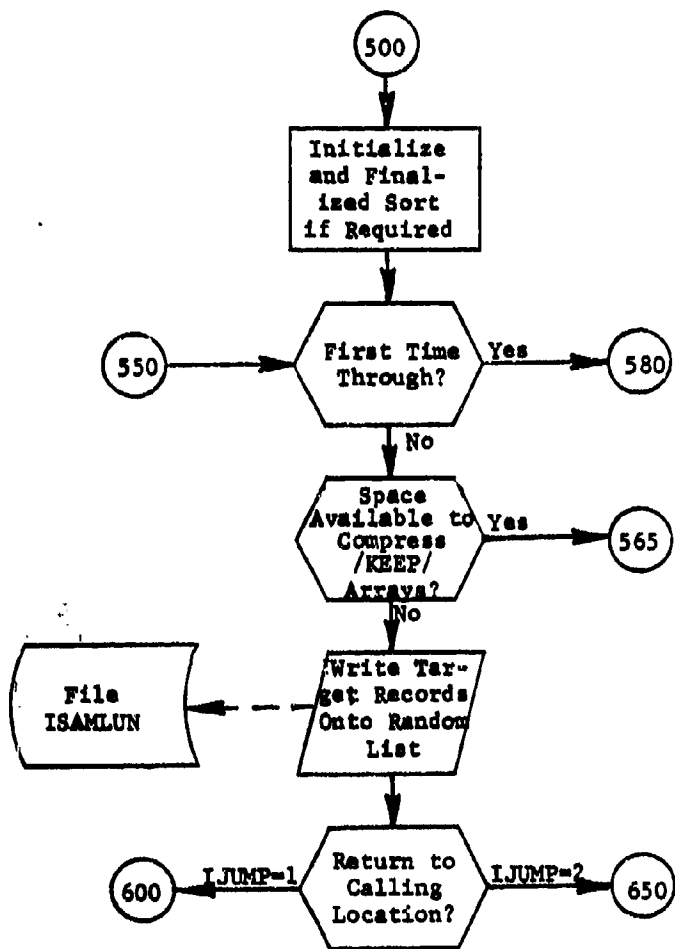 500
Initialize
and Final-
ized Sort
if Required
550
First Time
Through?
Yes
580
No
Space
Available to
Compress
/KEEP/
Arrays?
Yes
565
No
File
ISAMLUN
Write Tar-
get Records
Onto Random
List
600
IJUMP=1
Return to
Calling
Location?
IJUMP=2
650